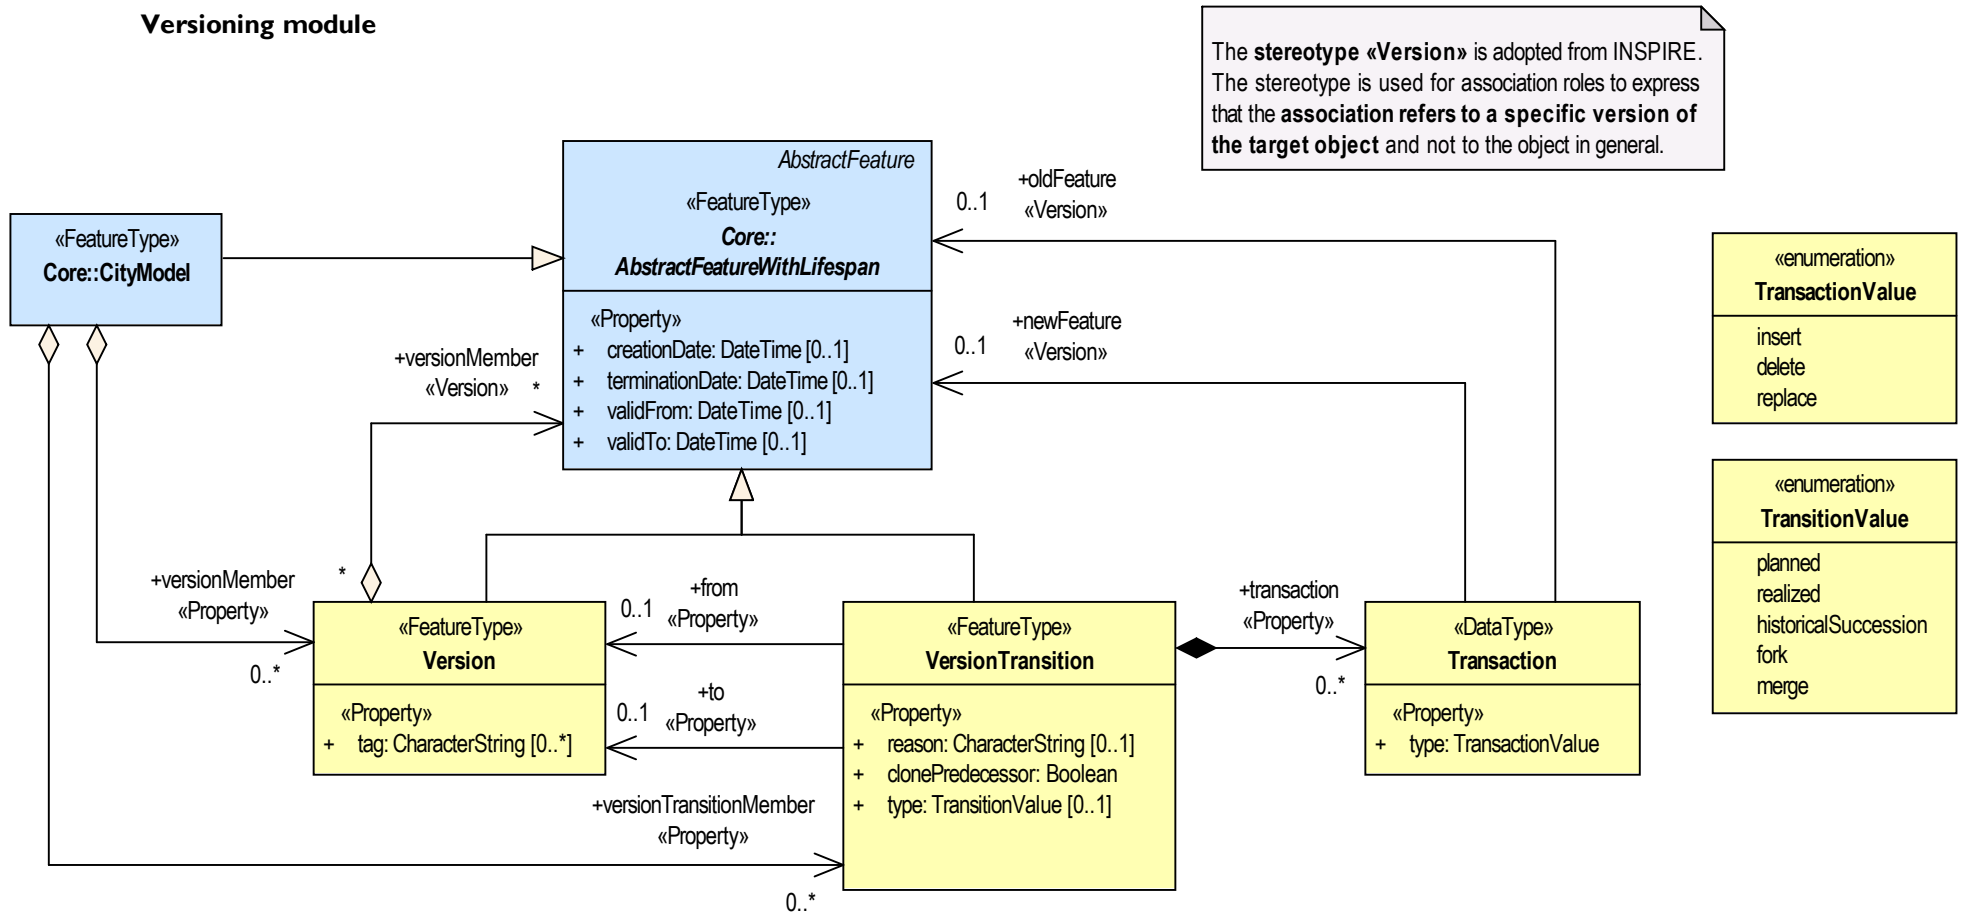 Versioning module
The stereotype «Version» is adopted from INSPIRE.
The stereotype is used for association roles to express
that the association refers to a specific version of
the target object and not to the object in general.
«FeatureType»
Core::CityModel
AbstractFeature
«FeatureType»
Core::
AbstractFeatureWithLifespan
«Property»
+ creationDate: DateTime [0..1]
+ terminationDate: DateTime [0..1]
+ validFrom: DateTime [0..1]
+ validTo: DateTime [0..1]
+oldFeature
0..1
«Version»
+newFeature
0..1
«Version»
+versionMember
«Version»
*
«enumeration»
TransactionValue
insert
delete
replace
«enumeration»
TransitionValue
planned
realized
historicalSuccession
fork
merge
+versionMember
«Property»
0..*
*
«FeatureType»
Version
«Property»
+ tag: CharacterString [0..*]
+from
0..1
«Property»
+to
0..1
«Property»
+versionTransitionMember
«Property»
0..*
«FeatureType»
VersionTransition
«Property»
+ reason: CharacterString [0..1]
+ clonePredecessor: Boolean
+ type: TransitionValue [0..1]
+transaction
«Property»
0..*
«DataType»
Transaction
«Property»
+ type: TransactionValue